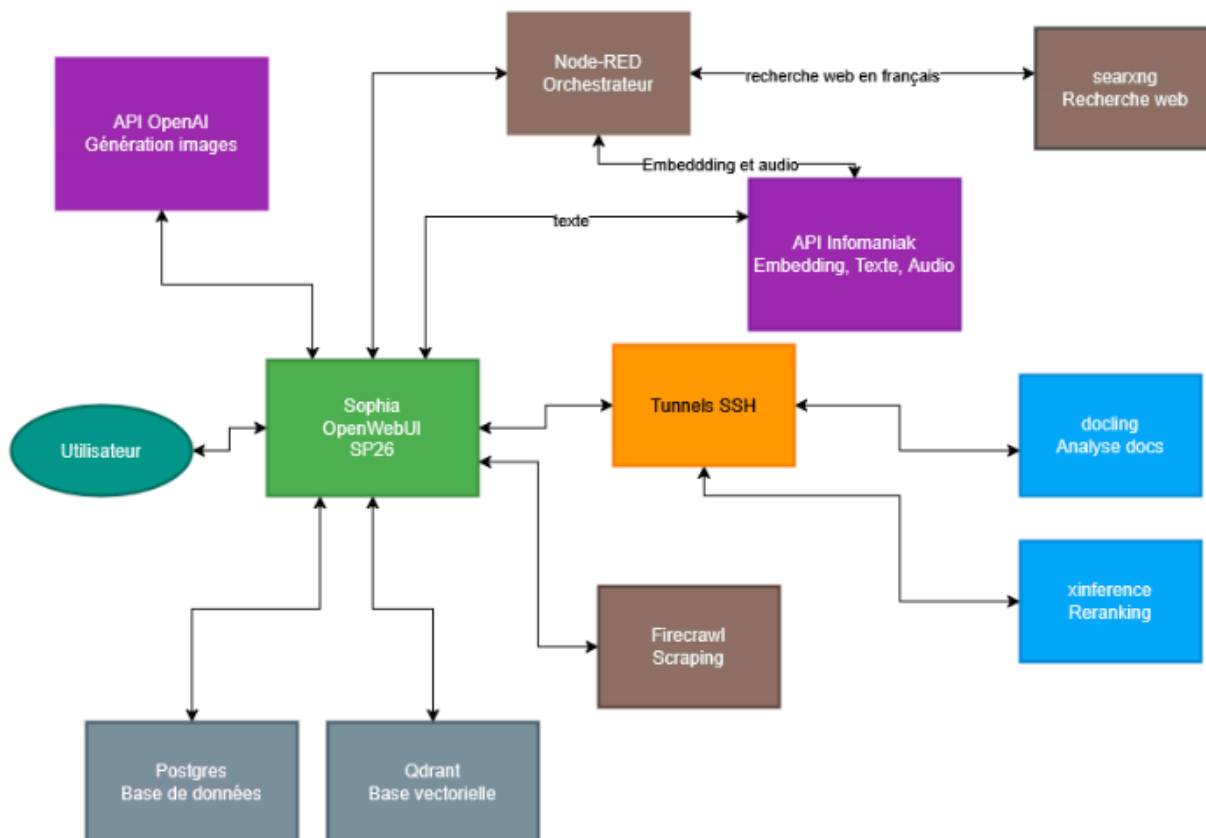 Node-RED
Orchestrateur
recherche web en français
searxng
Recherche web
API OpenAI
Génération images
Embeddding et audio
texte
API Infomaniak
Embedding, Texte, Audio
Sophia
OpenWebUI
SP26
Tunnels SSH
Utilisateur
docling
Analyse docs
xinference
Reranking
Firecrawl
Scraping
Postgres
Base de données
Qdrant
Base vectorielle